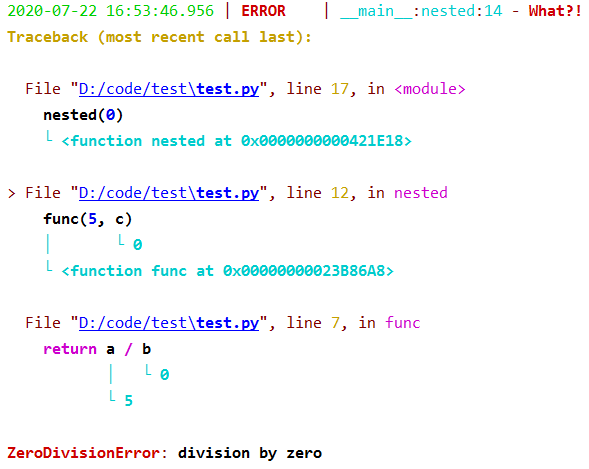 2020-07-22 16:53:46.956 | ERROR    | __main__:nested:14 - What?!
Traceback (most recent call last):
  File "D:/code/test\test.py", line 17, in <module>
    nested(0)
    └ <function nested at 0x0000000000421E18>
> File "D:/code/test\test.py", line 12, in nested
    func(5, c)
    │       └ 0
    └ <function func at 0x00000000023B86A8>
  File "D:/code/test\test.py", line 7, in func
    return a / b
           │   └ 0
           └ 5
ZeroDivisionError: division by zero